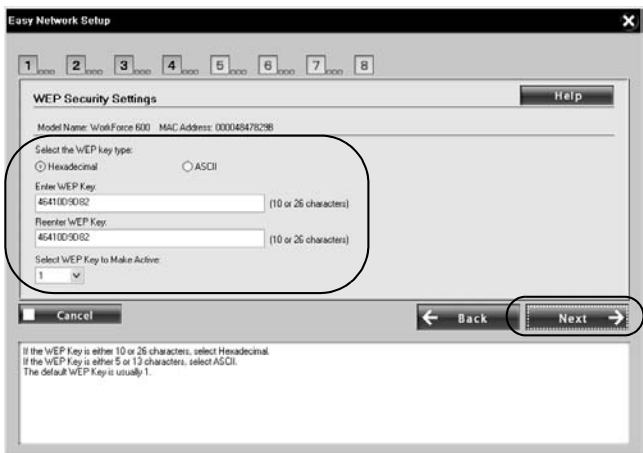 Easy Network Setup
1 2 3 4 5 6 7 8
WEP Security Settings
Help
Model Name: WorkForce 600 MAC Address: 00004847829B
Select the WEP key type:
Hexadecimal ASCII
Enter WEP Key:
46410D9D82 (10 or 26 characters)
Reenter WEP Key:
46410D9D82 (10 or 26 characters)
Select WEP Key to Make Active:
1
Cancel Back Next
If the WEP Key is either 10 or 26 characters, select Hexadecimal.
If the WEP Key is either 5 or 13 characters, select ASCII.
The default WEP Key is usually 1.